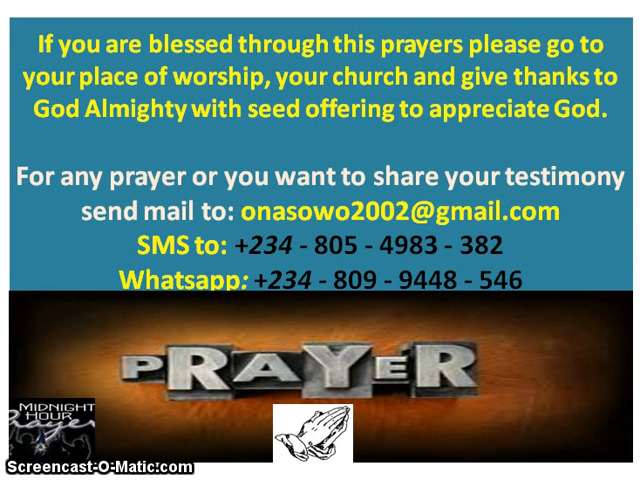 If you are blessed through this prayers please go to
your place of worship, your church and give thanks to
God Almighty with seed offering to appreciate God.
For any prayer or you want to share your testimony
send mail to: onasowo2002@gmail.com
SMS to: +234 - 805 - 4983 - 382
Whatsapp: +234 - 809 - 9448 - 546
PRAYER
MIDNIGHT
HOUR
Prayer
Screencast-O-Matic.com